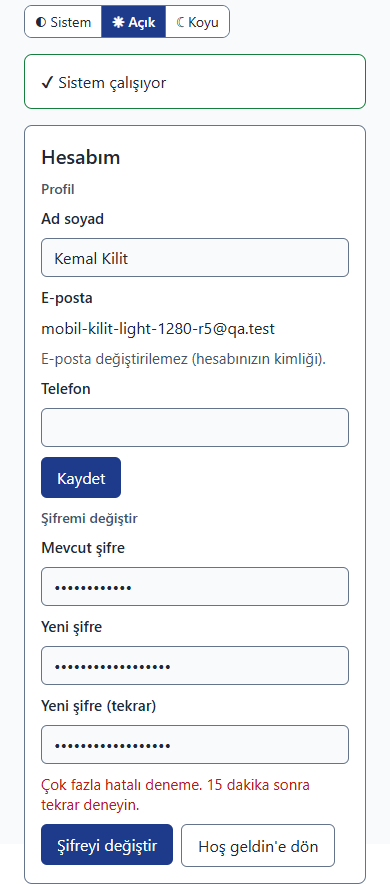 Sistem
Açık
Koyu
✓ Sistem çalışıyor
Hesabım
Profil
Ad soyad
Kemal Kilit
E-posta
mobil-kilit-light-1280-r5@qa.test
E-posta değiştirilemez (hesabınızın kimliği).
Telefon
Kaydet
Şifremi değiştir
Mevcut şifre
••••••••••••
Yeni şifre
••••••••••••••••••
Yeni şifre (tekrar)
••••••••••••••••••
Çok fazla hatalı deneme. 15 dakika sonra
tekrar deneyin.
Şifreyi değiştir
Hoş geldin'e dön